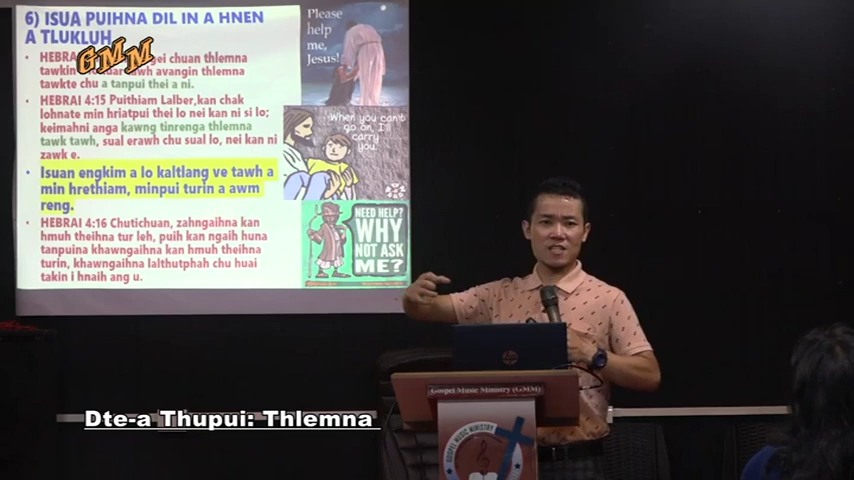 6) ISUA PUIHNA DIL IN A HNEN
A TLUKLUH
GMM
HEBRAI chuan thlemna
tawh avangin thlemna
tawkte chu a tanpui thei a ni.
HEBRAI 4:15 Puithiam Lalber,kan chak
lohnate min hriatpui thei lo nei kan ni si lo;
keimahni anga kawng tinrenga thlemna
tawk tawh, sual erawh chu sual lo, nei kan ni
zawk e.
Isuan engkim a lo kaltlang ve tawh a
min hrethiam, minpui turin a awm
reng.
HEBRAI 4:16 Chutichuan, zahngaihna kan
hmuh theihna tur leh, puih kan ngaih huna
tanpuina khawngaihna kan hmuh theihna
turin, khawngaihna lalthutphah chu huai
takin i hnaih ang u.
Please
help
me,
Jesus!
When you can't
go on, I'll
carry
you.
NEED HELP?
WHY
NOT ASK
ME?
Gospel Music Ministry (GMM)
GOSPEL MUSIC MINISTRY
Dte-a Thupui: Thlemna